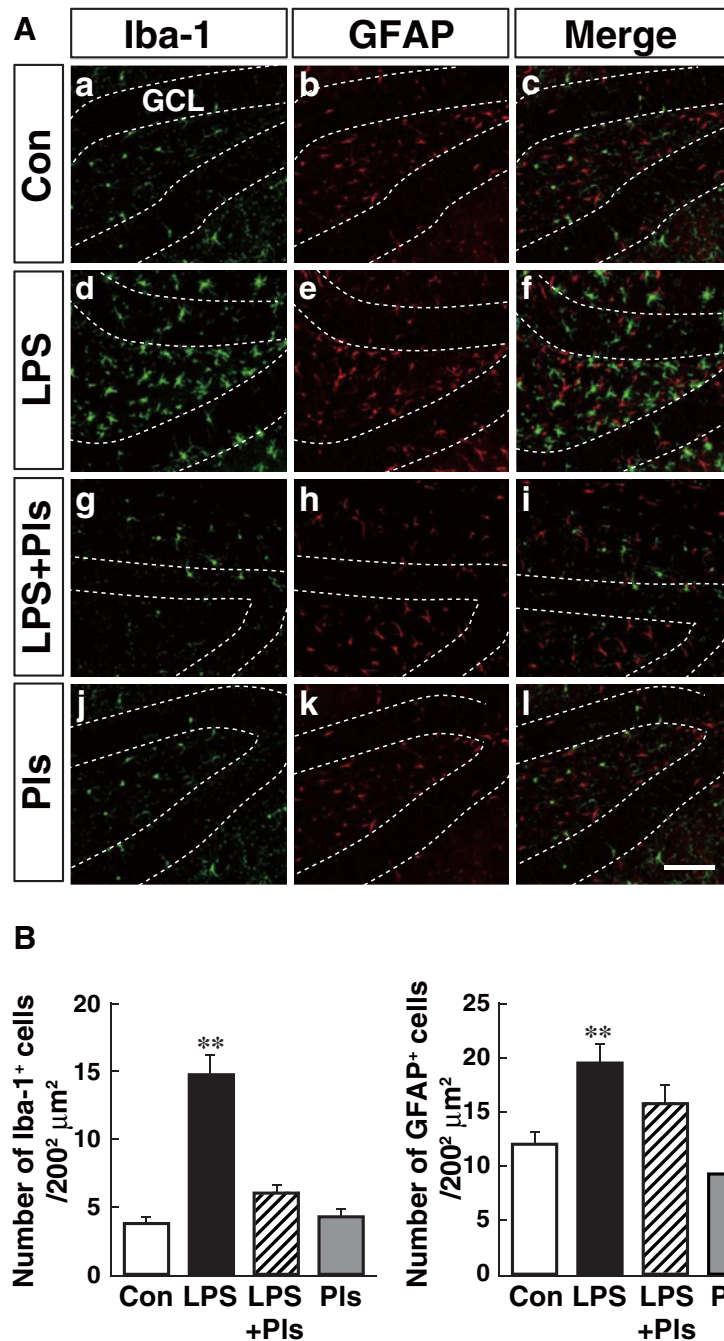 A
Iba-1 GFAP Merge
Con
a GCL b c
LPS
d e f
LPS+Pls
g h i
Pls
j k l
B
Number of Iba-1⁺ cells
/200² μm²
20
15
10
5
0
**
Con LPS LPS Pls
+Pls
Number of GFAP⁺ cells
/200² μm²
25
20
15
10
5
0
**
Con LPS LPS P
+Pls